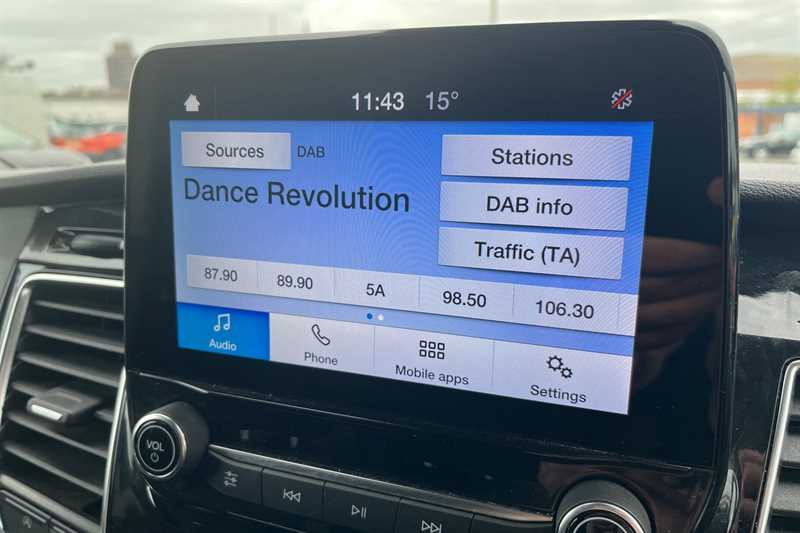 11:43 15°
Sources DAB
Stations
Dance Revolution
DAB info
Traffic (TA)
87.90 89.90 5A 98.50 106.30
Audio
Phone
Mobile apps
Settings
VOL